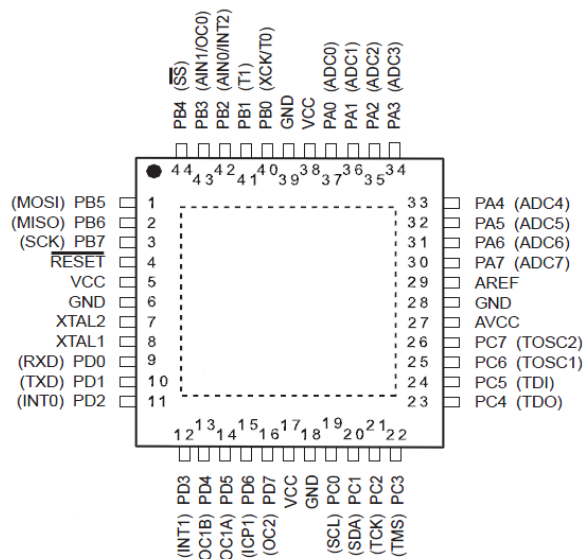 PB4 (SS)
PB3 (AIN1/OC0)
PB2 (AIN0/INT2)
PB1 (T1)
PB0 (XCK/T0)
GND
VCC
PA0 (ADC0)
PA1 (ADC1)
PA2 (ADC2)
PA3 (ADC3)
44 43 42 41 40 39 38 37 36 35 34
(MOSI) PB5 1
(MISO) PB6 2
(SCK) PB7 3
RESET 4
VCC 5
GND 6
XTAL2 7
XTAL1 8
(RXD) PD0 9
(TXD) PD1 10
(INT0) PD2 11
33 PA4 (ADC4)
32 PA5 (ADC5)
31 PA6 (ADC6)
30 PA7 (ADC7)
29 AREF
28 GND
27 AVCC
26 PC7 (TOSC2)
25 PC6 (TOSC1)
24 PC5 (TDI)
23 PC4 (TDO)
12 13 14 15 16 17 18 19 20 21 22
(INT1) PD3
OC1B) PD4
OC1A) PD5
(ICP1) PD6
(OC2) PD7
VCC
GND
(SCL) PC0
(SDA) PC1
(TCK) PC2
(TMS) PC3